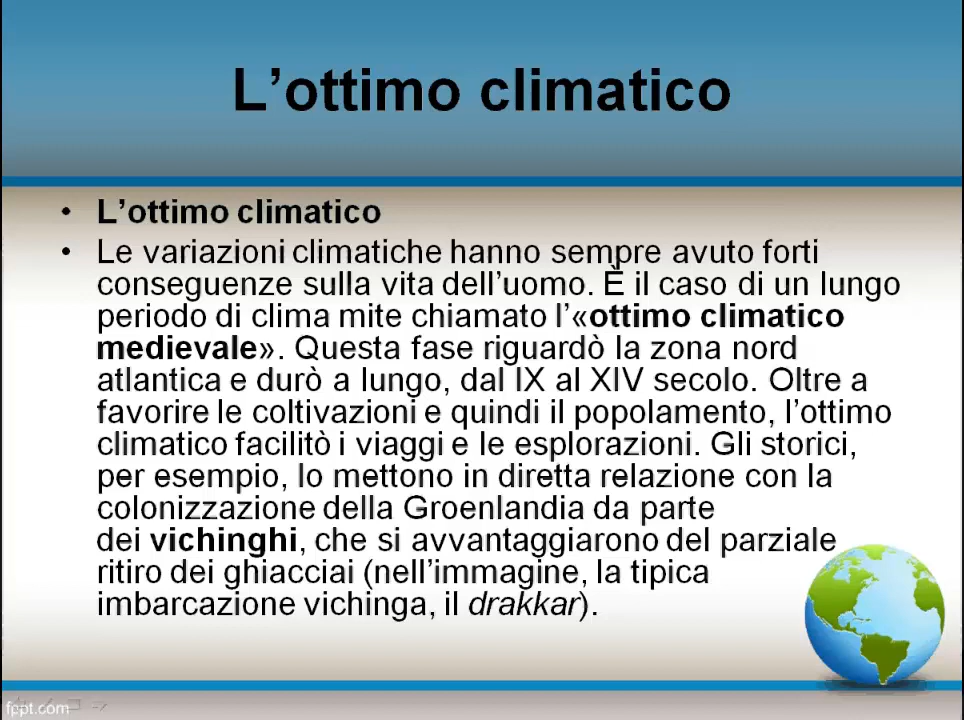 L’ottimo climatico
• L’ottimo climatico
• Le variazioni climatiche hanno sempre avuto forti
conseguenze sulla vita dell’uomo. È il caso di un lungo
periodo di clima mite chiamato l’«ottimo climatico
medievale». Questa fase riguardò la zona nord
atlantica e durò a lungo, dal IX al XIV secolo. Oltre a
favorire le coltivazioni e quindi il popolamento, l’ottimo
climatico facilitò i viaggi e le esplorazioni. Gli storici,
per esempio, lo mettono in diretta relazione con la
colonizzazione della Groenlandia da parte
dei vichinghi, che si avvantaggiarono del parziale
ritiro dei ghiacciai (nell’immagine, la tipica
imbarcazione vichinga, il drakkar).
fppt.com